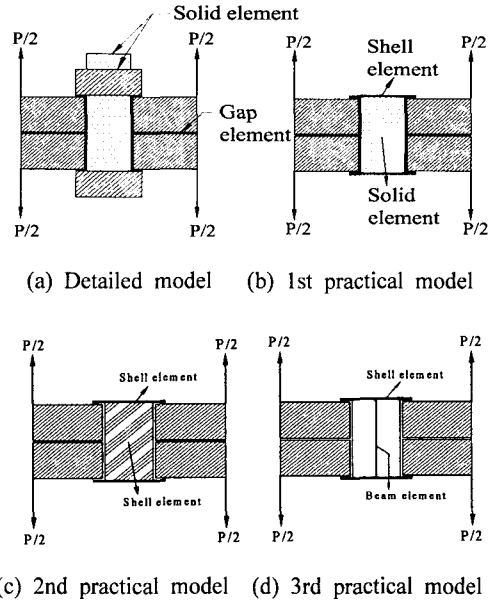 Solid element
P/2 P/2
Gap
element
P/2 P/2
(a) Detailed model
P/2 Shell
element P/2
Solid
element
P/2 P/2
(b) 1st practical model
P/2 P/2
Shell element
Shell element
P/2 P/2
(c) 2nd practical model
P/2 P/2
Shell element
Beam element
P/2 P/2
(d) 3rd practical model